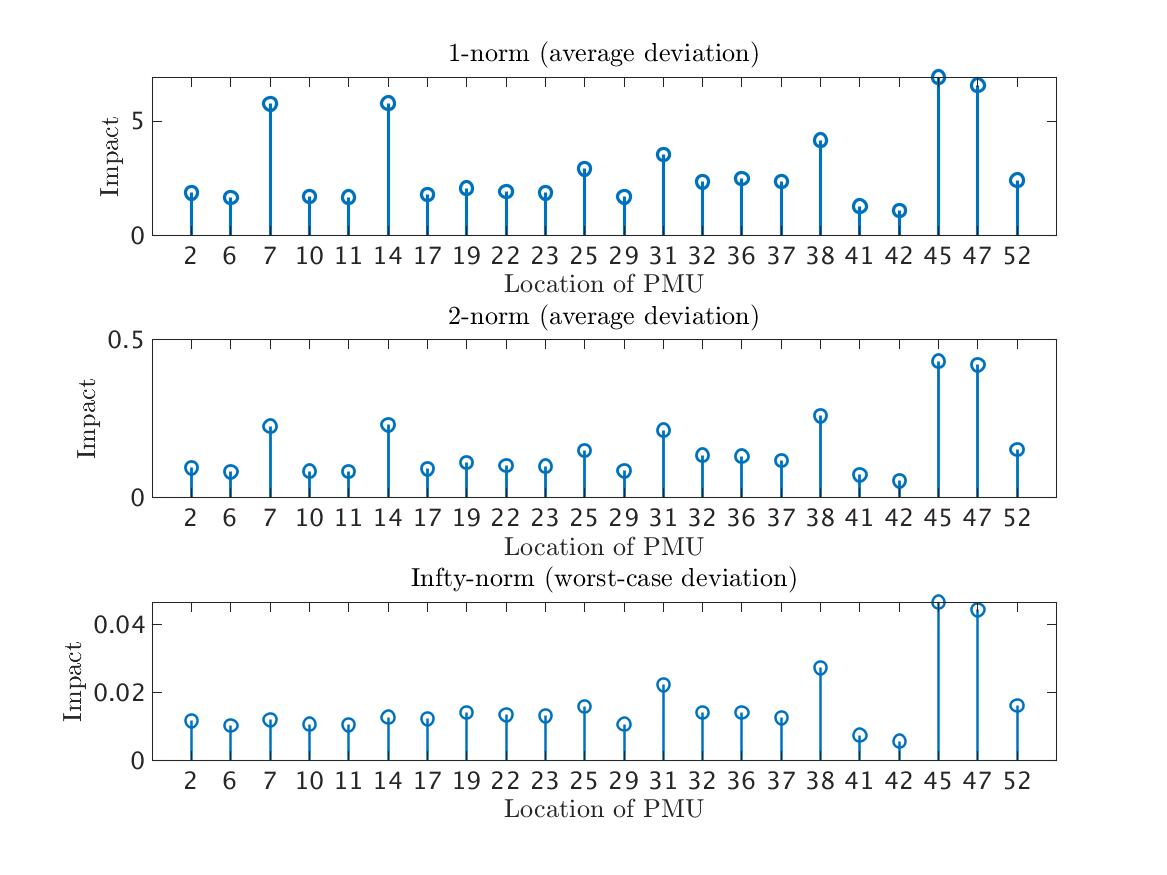 1-norm (average deviation)
Impact
5
0
2 6 7 10 11 14 17 19 22 23 25 29 31 32 36 37 38 41 42 45 47 52
Location of PMU
2-norm (average deviation)
Impact
0.5
0
2 6 7 10 11 14 17 19 22 23 25 29 31 32 36 37 38 41 42 45 47 52
Location of PMU
Infty-norm (worst-case deviation)
Impact
0.04
0.02
0
2 6 7 10 11 14 17 19 22 23 25 29 31 32 36 37 38 41 42 45 47 52
Location of PMU